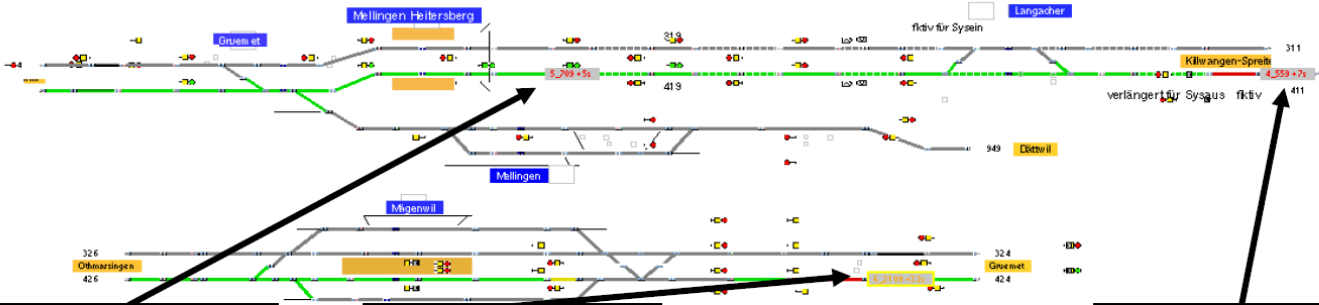 Mellingen Heitersberg
Langacher
fiktiv für Sysein
Gruemet
319
311
Killwangen-Spreite
5_709 +5s
4_559 +7s
419
411
verlängert für Sysaus fiktiv
949
Dättwil
Mellingen
Mägenwil
326
324
Othmarsingen
Gruemet
426
424